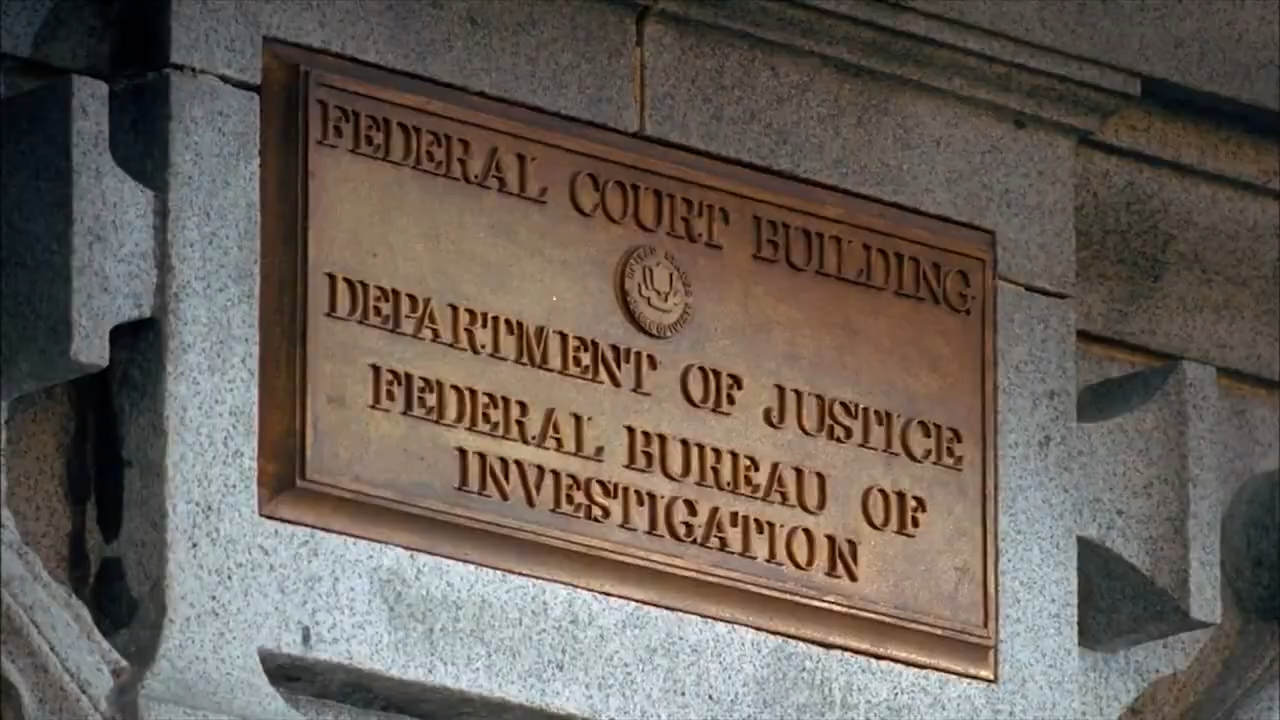 FEDERAL COURT BUILDING
DEPARTMENT OF JUSTICE
FEDERAL BUREAU OF
INVESTIGATION